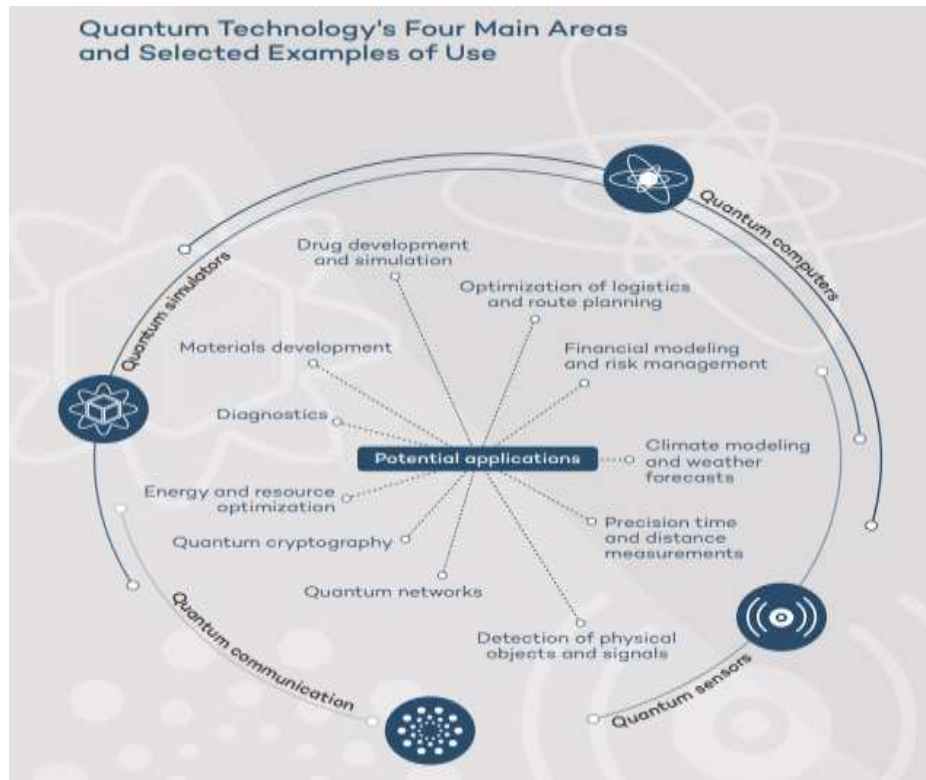 Quantum Technology's Four Main Areas
and Selected Examples of Use
Quantum computers
Quantum simulators
Drug development
and simulation
Optimization of logistics
and route planning
Materials development
Financial modeling
and risk management
Diagnostics
Potential applications
Climate modeling
and weather
forecasts
Energy and resource
optimization
Precision time
and distance
measurements
Quantum cryptography
Quantum networks
Detection of physical
objects and signals
Quantum communication
Quantum sensors